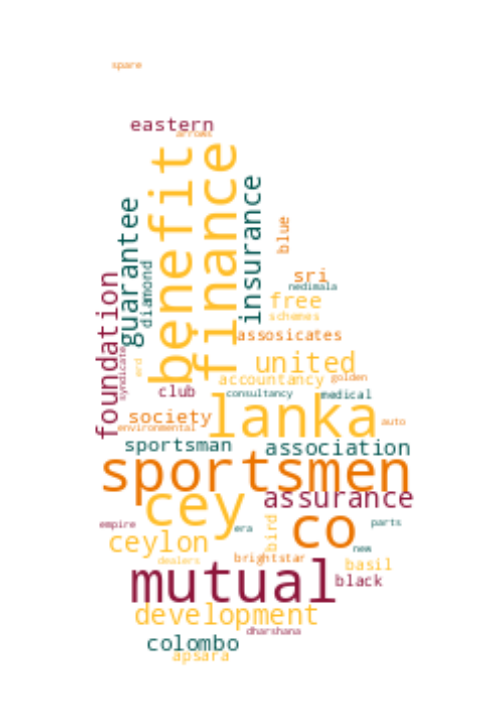 spare
eastern
arrows
benefit
finance
guarantee
insurance
blue
diamond
foundation
sri
nedimala
free
schemes
assosicates
syndicate
united
accountancy
golden
club
consultancy
medical
lanka
society
auto
environmental
sportsman
association
sportsmen
cey
assurance
co
bird
empire
era
parts
ceylon
new
brightstar
dealers
basil
mutual
black
development
dharshana
colombo
apsara